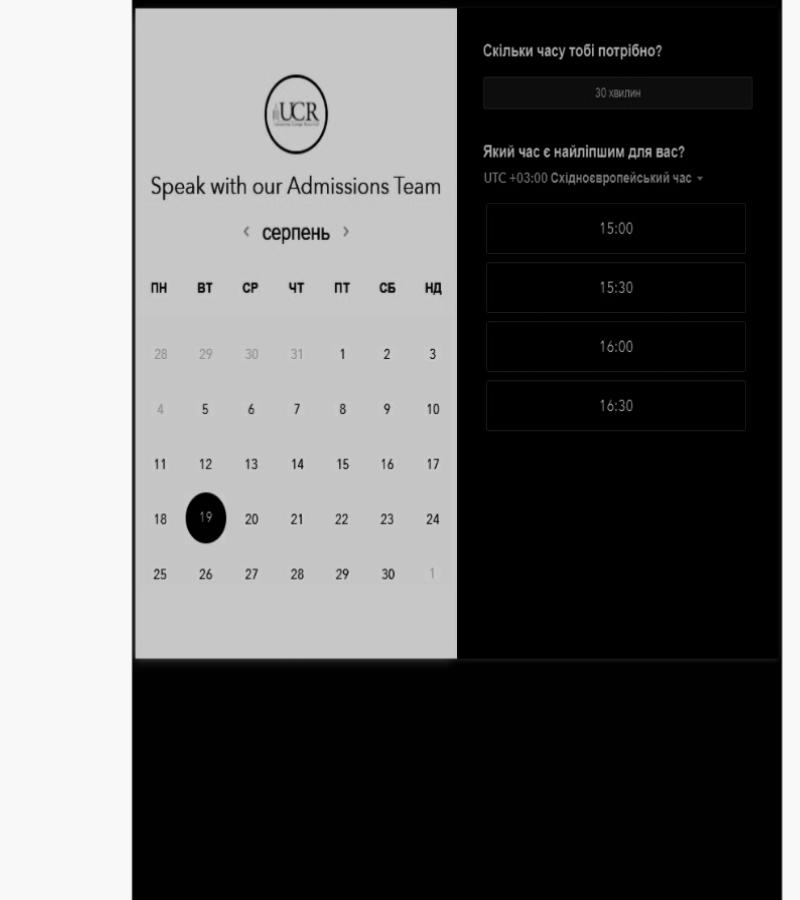 UCR
Speak with our Admissions Team
‹ серпень ›
ПН ВТ СР ЧТ ПТ СБ НД
28 29 30 31 1 2 3
4 5 6 7 8 9 10
11 12 13 14 15 16 17
18 19 20 21 22 23 24
25 26 27 28 29 30 1
Скільки часу тобі потрібно?
30 хвилин
Який час є найліпшим для вас?
UTC +03:00 Східноєвропейський час
15:00
15:30
16:00
16:30